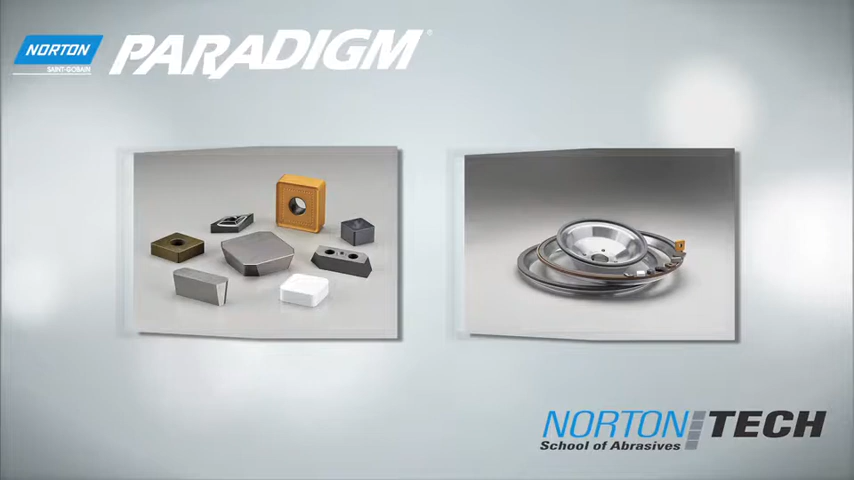 NORTON
SAINT-GOBAIN
PARADIGM®
NORTON TECH
School of Abrasives